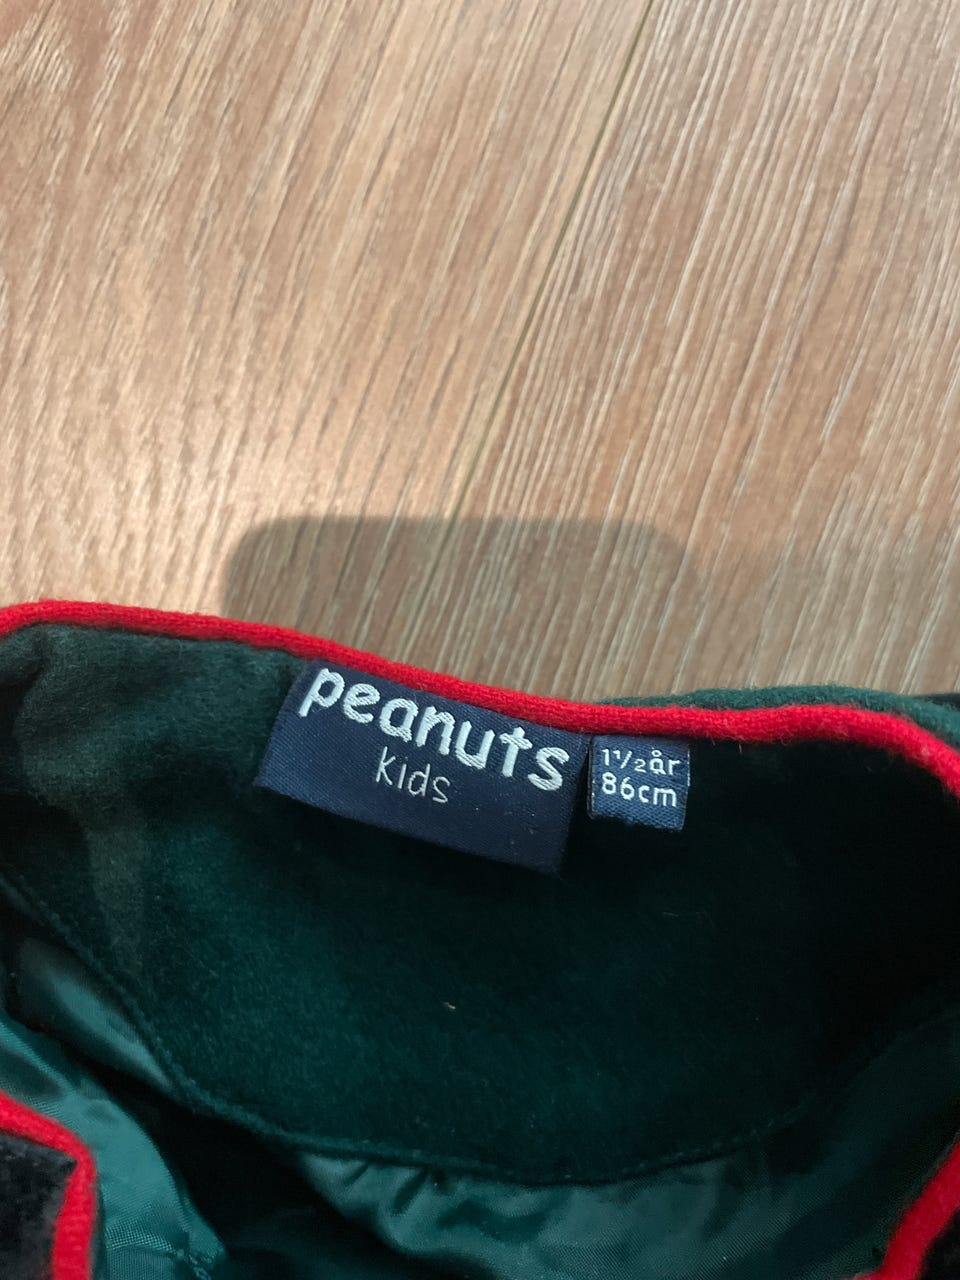 peanuts
Kids
1½ år
86cm